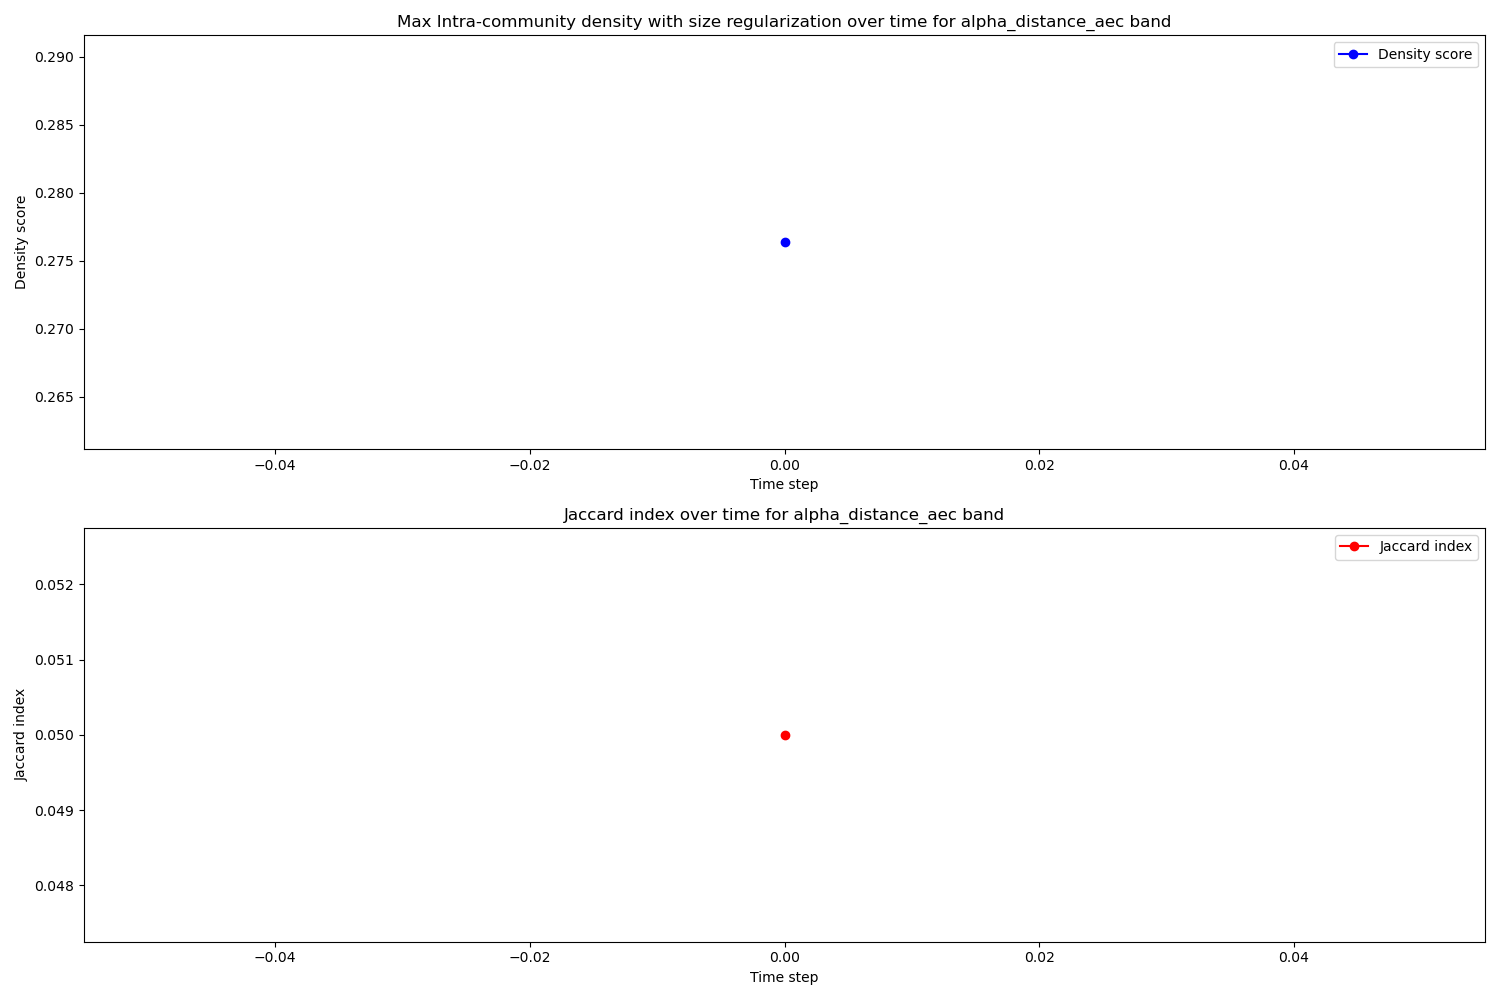 Max Intra-community density with size regularization over time for alpha_distance_aec band
Density score
0.290
0.285
0.280
0.275
0.270
0.265
Density score
−0.04
−0.02
0.00
0.02
0.04
Time step
Jaccard index over time for alpha_distance_aec band
Jaccard index
0.052
0.051
0.050
0.049
0.048
Jaccard index
−0.04
−0.02
0.00
0.02
0.04
Time step